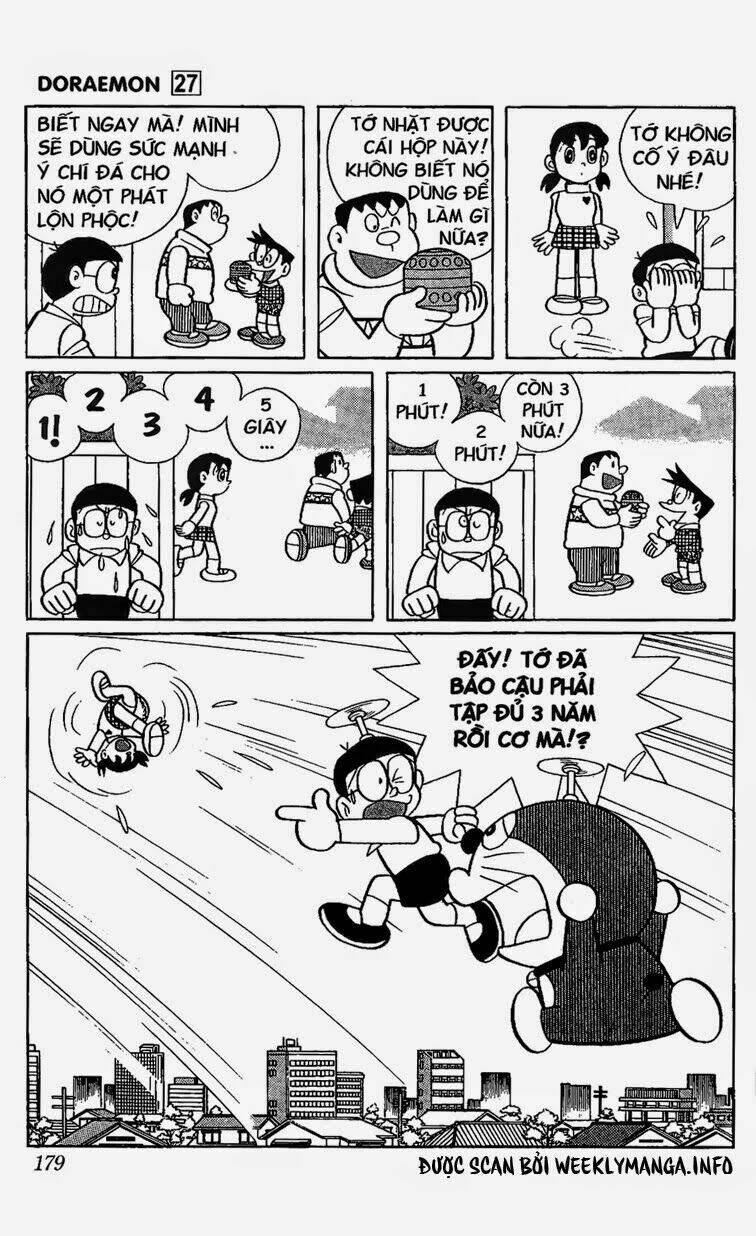 DORAEMON 27
BIẾT NGAY MÀ! MÌNH
SẼ DÙNG SỨC MẠNH
Ý CHÍ ĐÁ CHO
NÓ MỘT PHÁT
LỘN PHỘC!
TỚ NHẶT ĐƯỢC
CÁI HỘP NÀY!
KHÔNG BIẾT NÓ
DÙNG ĐỂ
LÀM GÌ
NỮA?
TỚ KHÔNG
CỐ Ý ĐÂU
NHÉ!
1!
2
3
4
5
GIÂY
...
1
PHÚT!
2
PHÚT!
CÒN 3
PHÚT
NỮA!
ĐẤY! TỚ ĐÃ
BẢO CẬU PHẢI
TẬP ĐỦ 3 NĂM
RỒI CƠ MÀ!?
179
ĐƯỢC SCAN BỞI WEEKLYMANGA.INFO